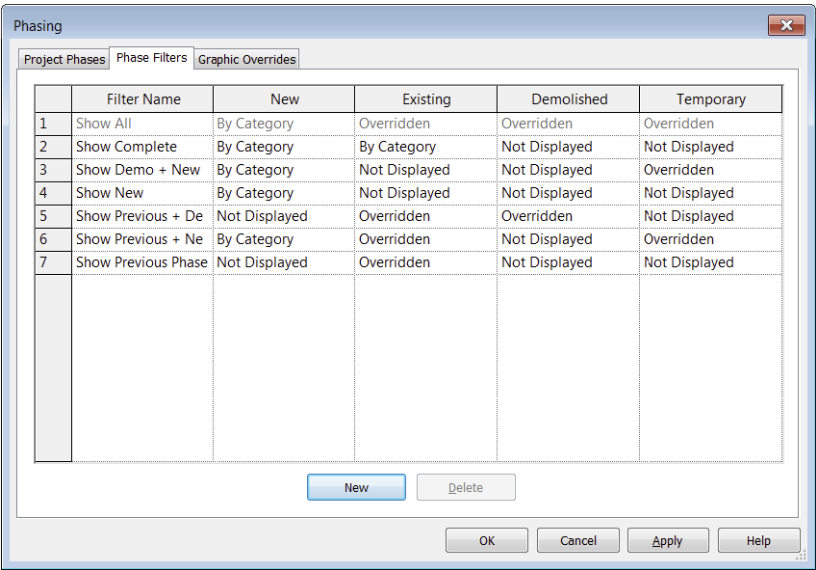 Phasing
Project Phases Phase Filters Graphic Overrides
Filter Name New Existing Demolished Temporary
1 Show All By Category Overridden Overridden Overridden
2 Show Complete By Category By Category Not Displayed Not Displayed
3 Show Demo + New By Category Not Displayed Not Displayed Overridden
4 Show New By Category Not Displayed Not Displayed Not Displayed
5 Show Previous + De Not Displayed Overridden Overridden Not Displayed
6 Show Previous + Ne By Category Overridden Not Displayed Overridden
7 Show Previous Phase Not Displayed Overridden Not Displayed Not Displayed
New Delete
OK Cancel Apply Help